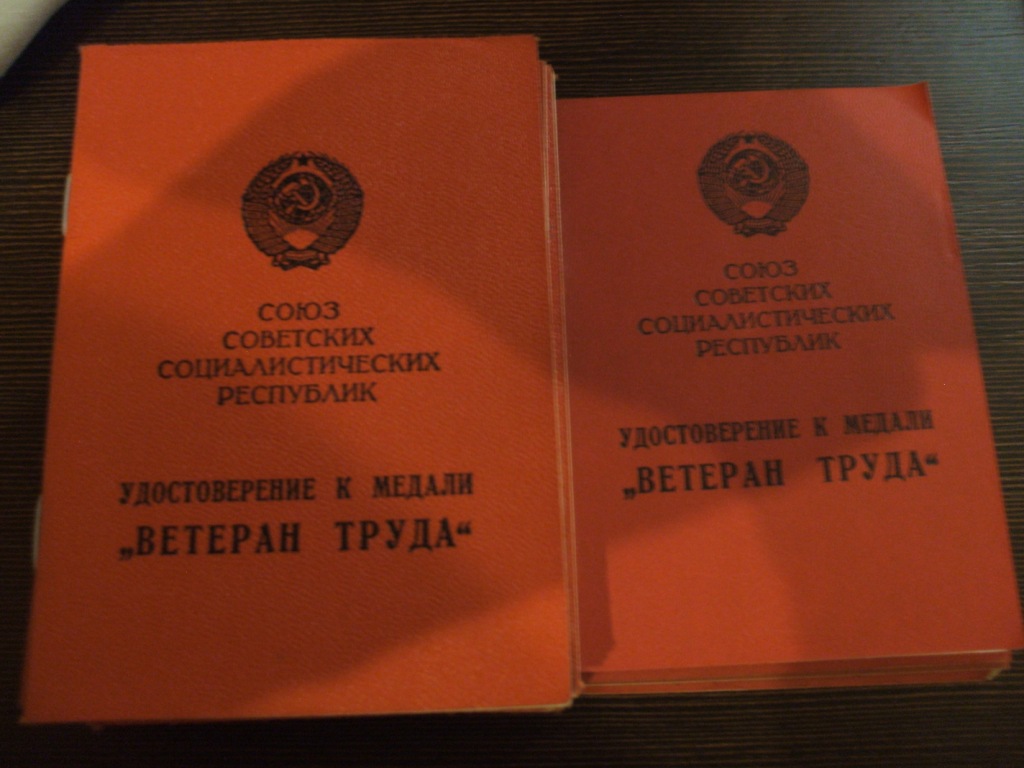 СОЮЗ
СОВЕТСКИХ
СОЦИАЛИСТИЧЕСКИХ
РЕСПУБЛИК
УДОСТОВЕРЕНИЕ К МЕДАЛИ
„ВЕТЕРАН ТРУДА“
СОЮЗ
СОВЕТСКИХ
СОЦИАЛИСТИЧЕСКИХ
РЕСПУБЛИК
УДОСТОВЕРЕНИЕ К МЕДАЛИ
„ВЕТЕРАН ТРУДА“